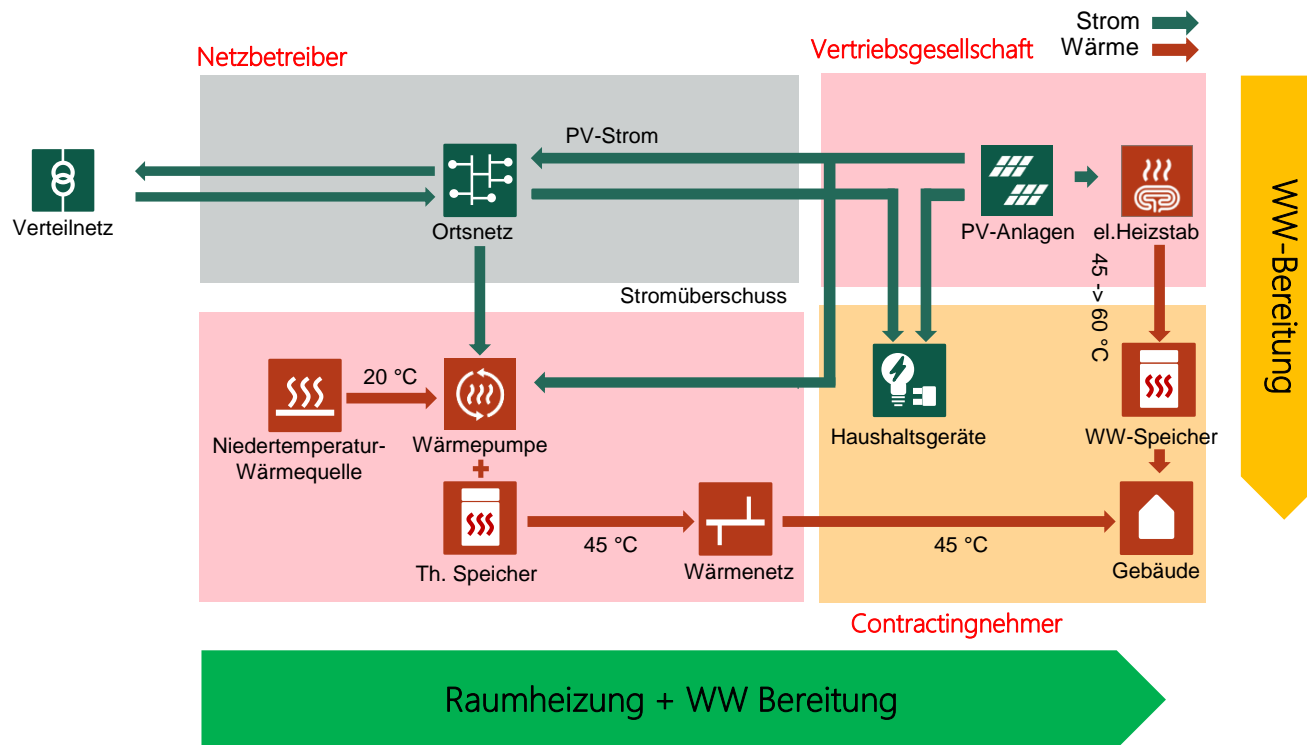 Strom
Wärme
Netzbetreiber
Vertriebsgesellschaft
PV-Strom
Verteilnetz
Ortsnetz
PV-Anlagen
el.Heizstab
45 -> 60 °C
WW-Bereitung
Stromüberschuss
20 °C
Niedertemperatur-
Wärmequelle
Wärmepumpe
Haushaltsgeräte
WW-Speicher
45 °C
45 °C
Th. Speicher
Wärmenetz
Gebäude
Contractingnehmer
Raumheizung + WW Bereitung